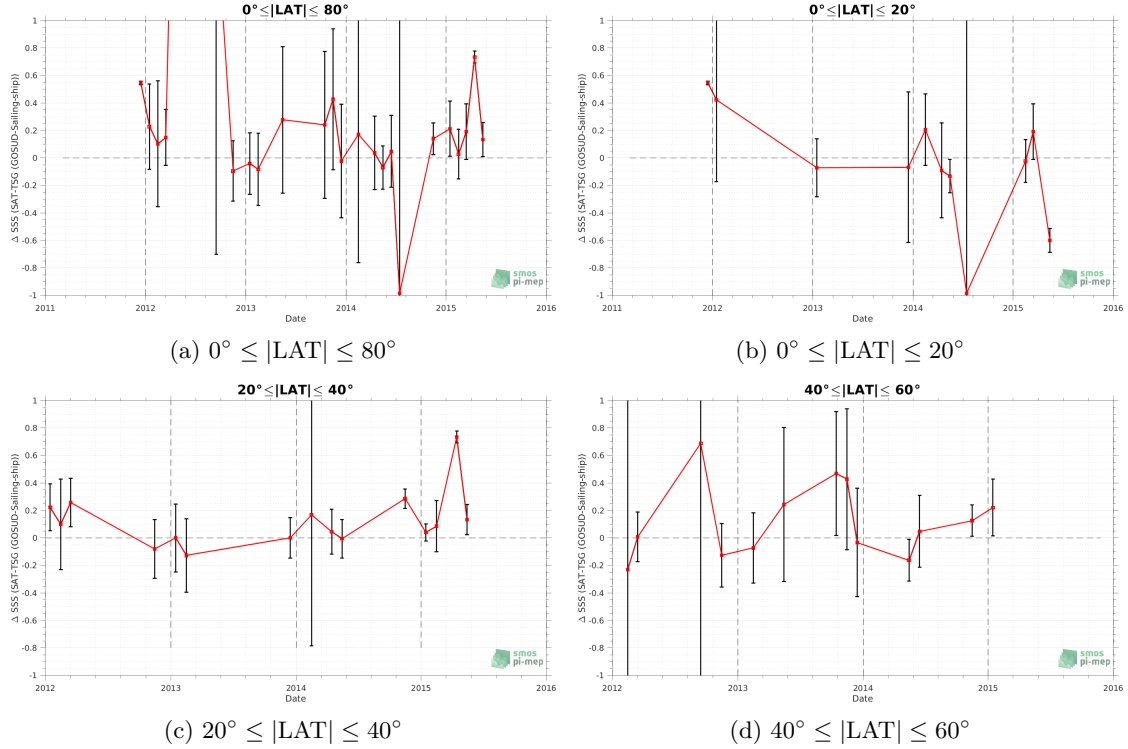 0°≤|LAT|≤ 80°
1
0.8
0.6
0.4
0.2
0
-0.2
-0.4
-0.6
-0.8
-1
Δ SSS (SAT-TSG (GOSUD-Sailing-ship))
2011
2012
2013
2014
2015
2016
Date
smos
pi-mep
(a) 0° ≤ |LAT| ≤ 80°
0°≤|LAT|≤ 20°
1
0.8
0.6
0.4
0.2
0
-0.2
-0.4
-0.6
-0.8
-1
Δ SSS (SAT-TSG (GOSUD-Sailing-ship))
2011
2012
2013
2014
2015
2016
Date
smos
pi-mep
(b) 0° ≤ |LAT| ≤ 20°
20°≤|LAT|≤ 40°
1
0.8
0.6
0.4
0.2
0
-0.2
-0.4
-0.6
-0.8
-1
Δ SSS (SAT-TSG (GOSUD-Sailing-ship))
2012
2013
2014
2015
2016
Date
smos
pi-mep
(c) 20° ≤ |LAT| ≤ 40°
40°≤|LAT|≤ 60°
1
0.8
0.6
0.4
0.2
0
-0.2
-0.4
-0.6
-0.8
-1
Δ SSS (SAT-TSG (GOSUD-Sailing-ship))
2012
2013
2014
2015
2016
Date
smos
pi-mep
(d) 40° ≤ |LAT| ≤ 60°